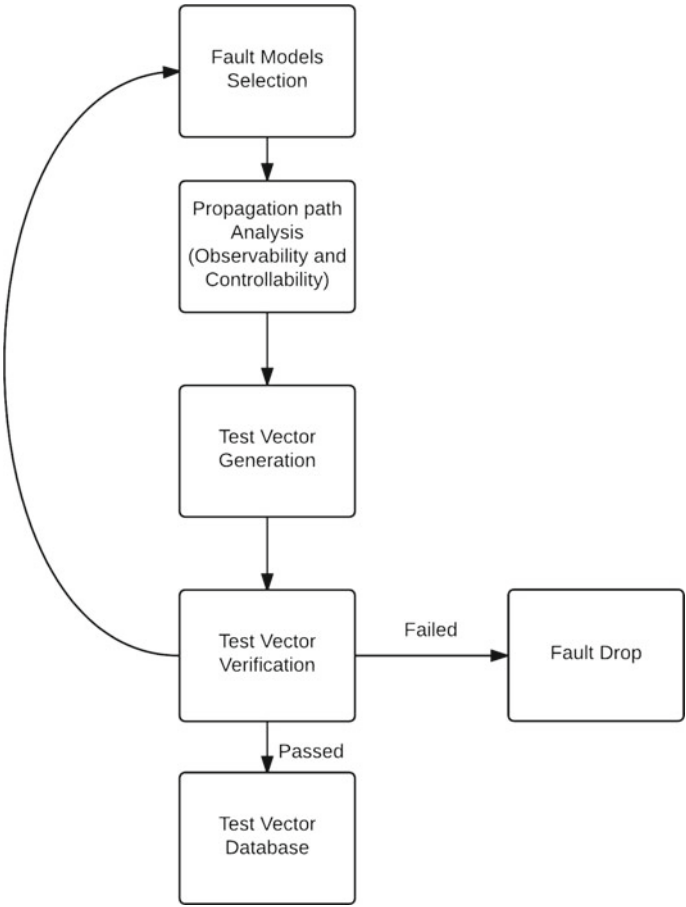 Fault Models
Selection
Propagation path
Analysis
(Observability and
Controllability)
Test Vector
Generation
Test Vector
Verification
Failed
Fault Drop
Passed
Test Vector
Database